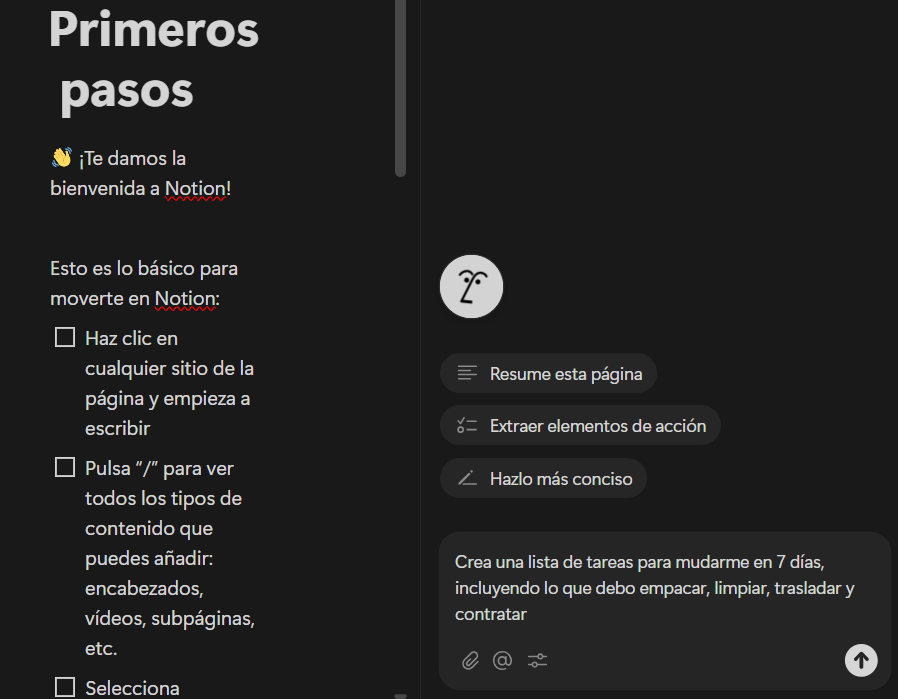 Primeros
pasos
👋 ¡Te damos la
bienvenida a Notion!
Esto es lo básico para
moverte en Notion:
Haz clic en
cualquier sitio de la
página y empieza a
escribir
Pulsa “/” para ver
todos los tipos de
contenido que
puedes añadir:
encabezados,
vídeos, subpáginas,
etc.
Selecciona
Resume esta página
Extraer elementos de acción
Hazlo más conciso
Crea una lista de tareas para mudarme en 7 días,
incluyendo lo que debo empacar, limpiar, trasladar y
contratar